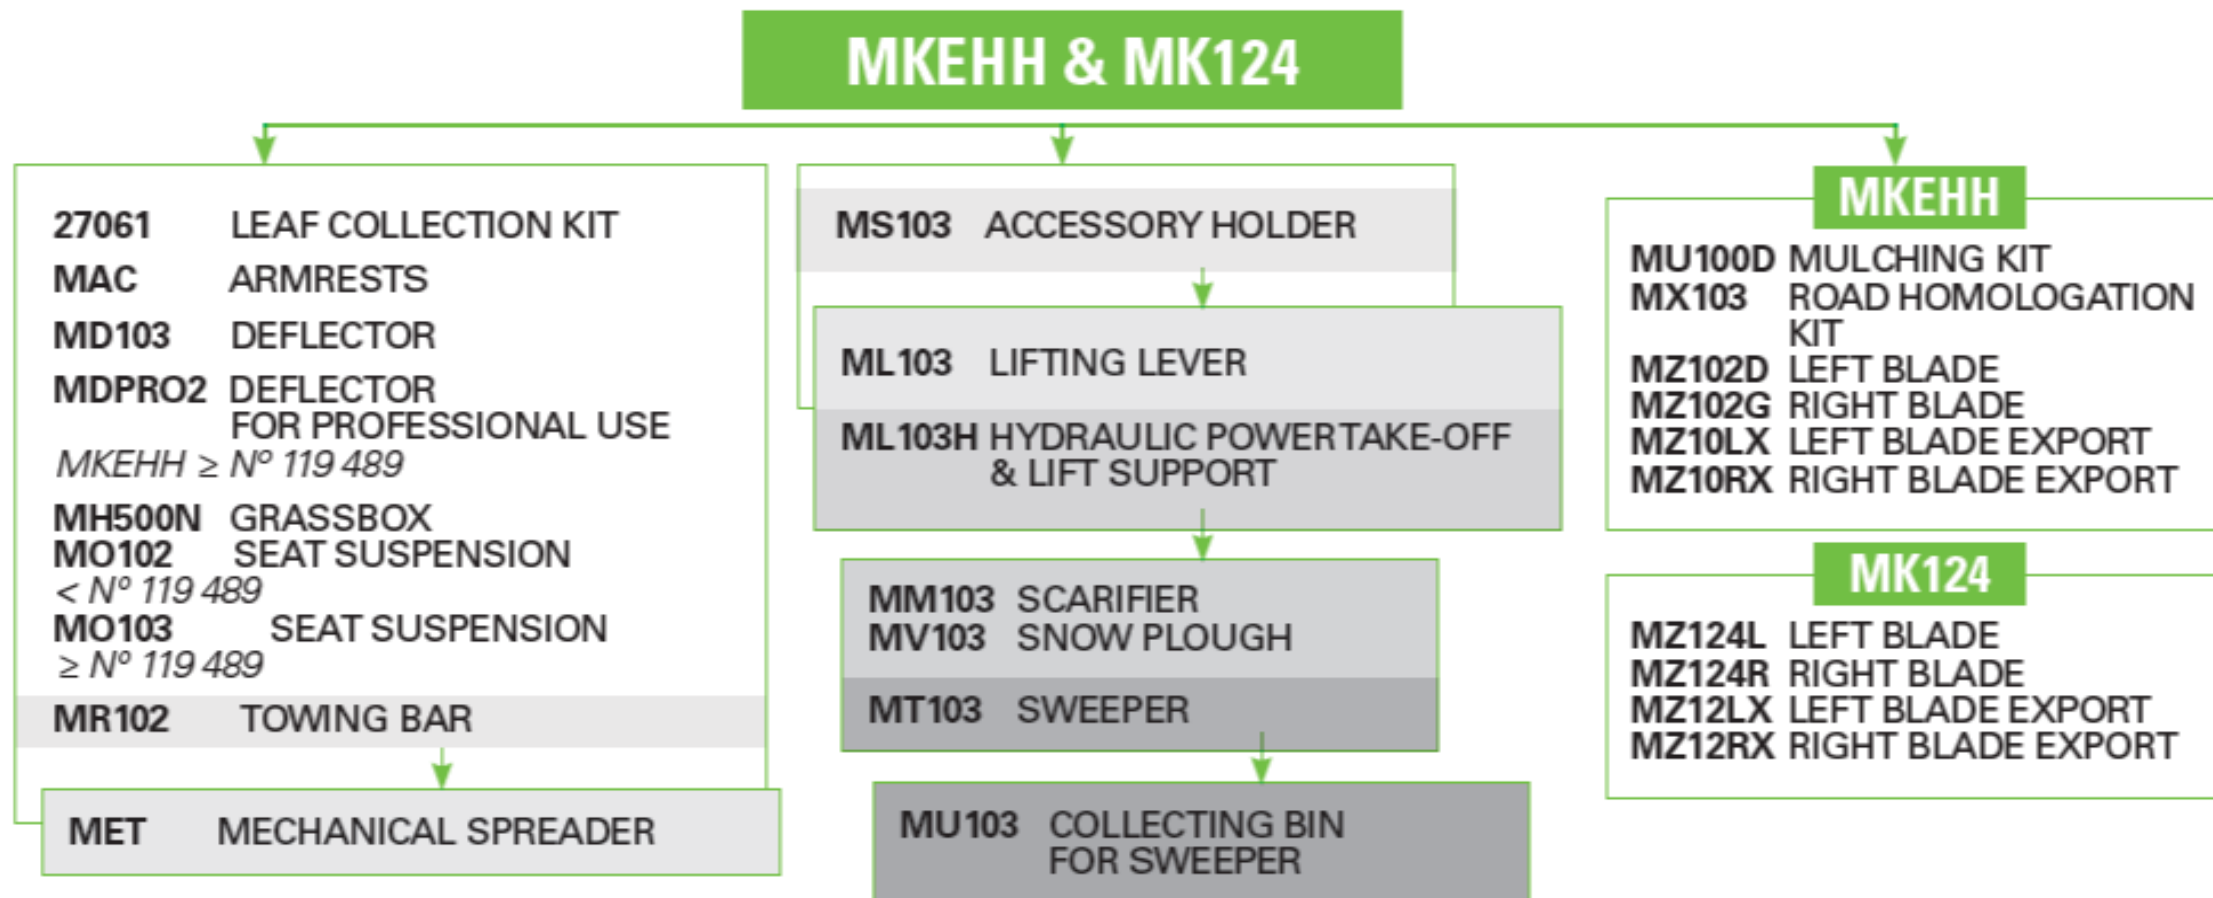 MKEHH & MK124
27061 LEAF COLLECTION KIT
MAC ARMRESTS
MD103 DEFLECTOR
MDPRO2 DEFLECTOR
FOR PROFESSIONAL USE
MKEHH ≥ Nº 119 489
MH500N GRASSBOX
MO102 SEAT SUSPENSION
< Nº 119 489
MO103 SEAT SUSPENSION
≥ Nº 119 489
MR102 TOWING BAR
MET MECHANICAL SPREADER
MS103 ACCESSORY HOLDER
ML103 LIFTING LEVER
ML103H HYDRAULIC POWER TAKE-OFF
& LIFT SUPPORT
MM103 SCARIFIER
MV103 SNOW PLOUGH
MT103 SWEEPER
MU103 COLLECTING BIN
FOR SWEEPER
MKEHH
MU100D MULCHING KIT
MX103 ROAD HOMOLOGATION
KIT
MZ102D LEFT BLADE
MZ102G RIGHT BLADE
MZ10LX LEFT BLADE EXPORT
MZ10RX RIGHT BLADE EXPORT
MK124
MZ124L LEFT BLADE
MZ124R RIGHT BLADE
MZ12LX LEFT BLADE EXPORT
MZ12RX RIGHT BLADE EXPORT